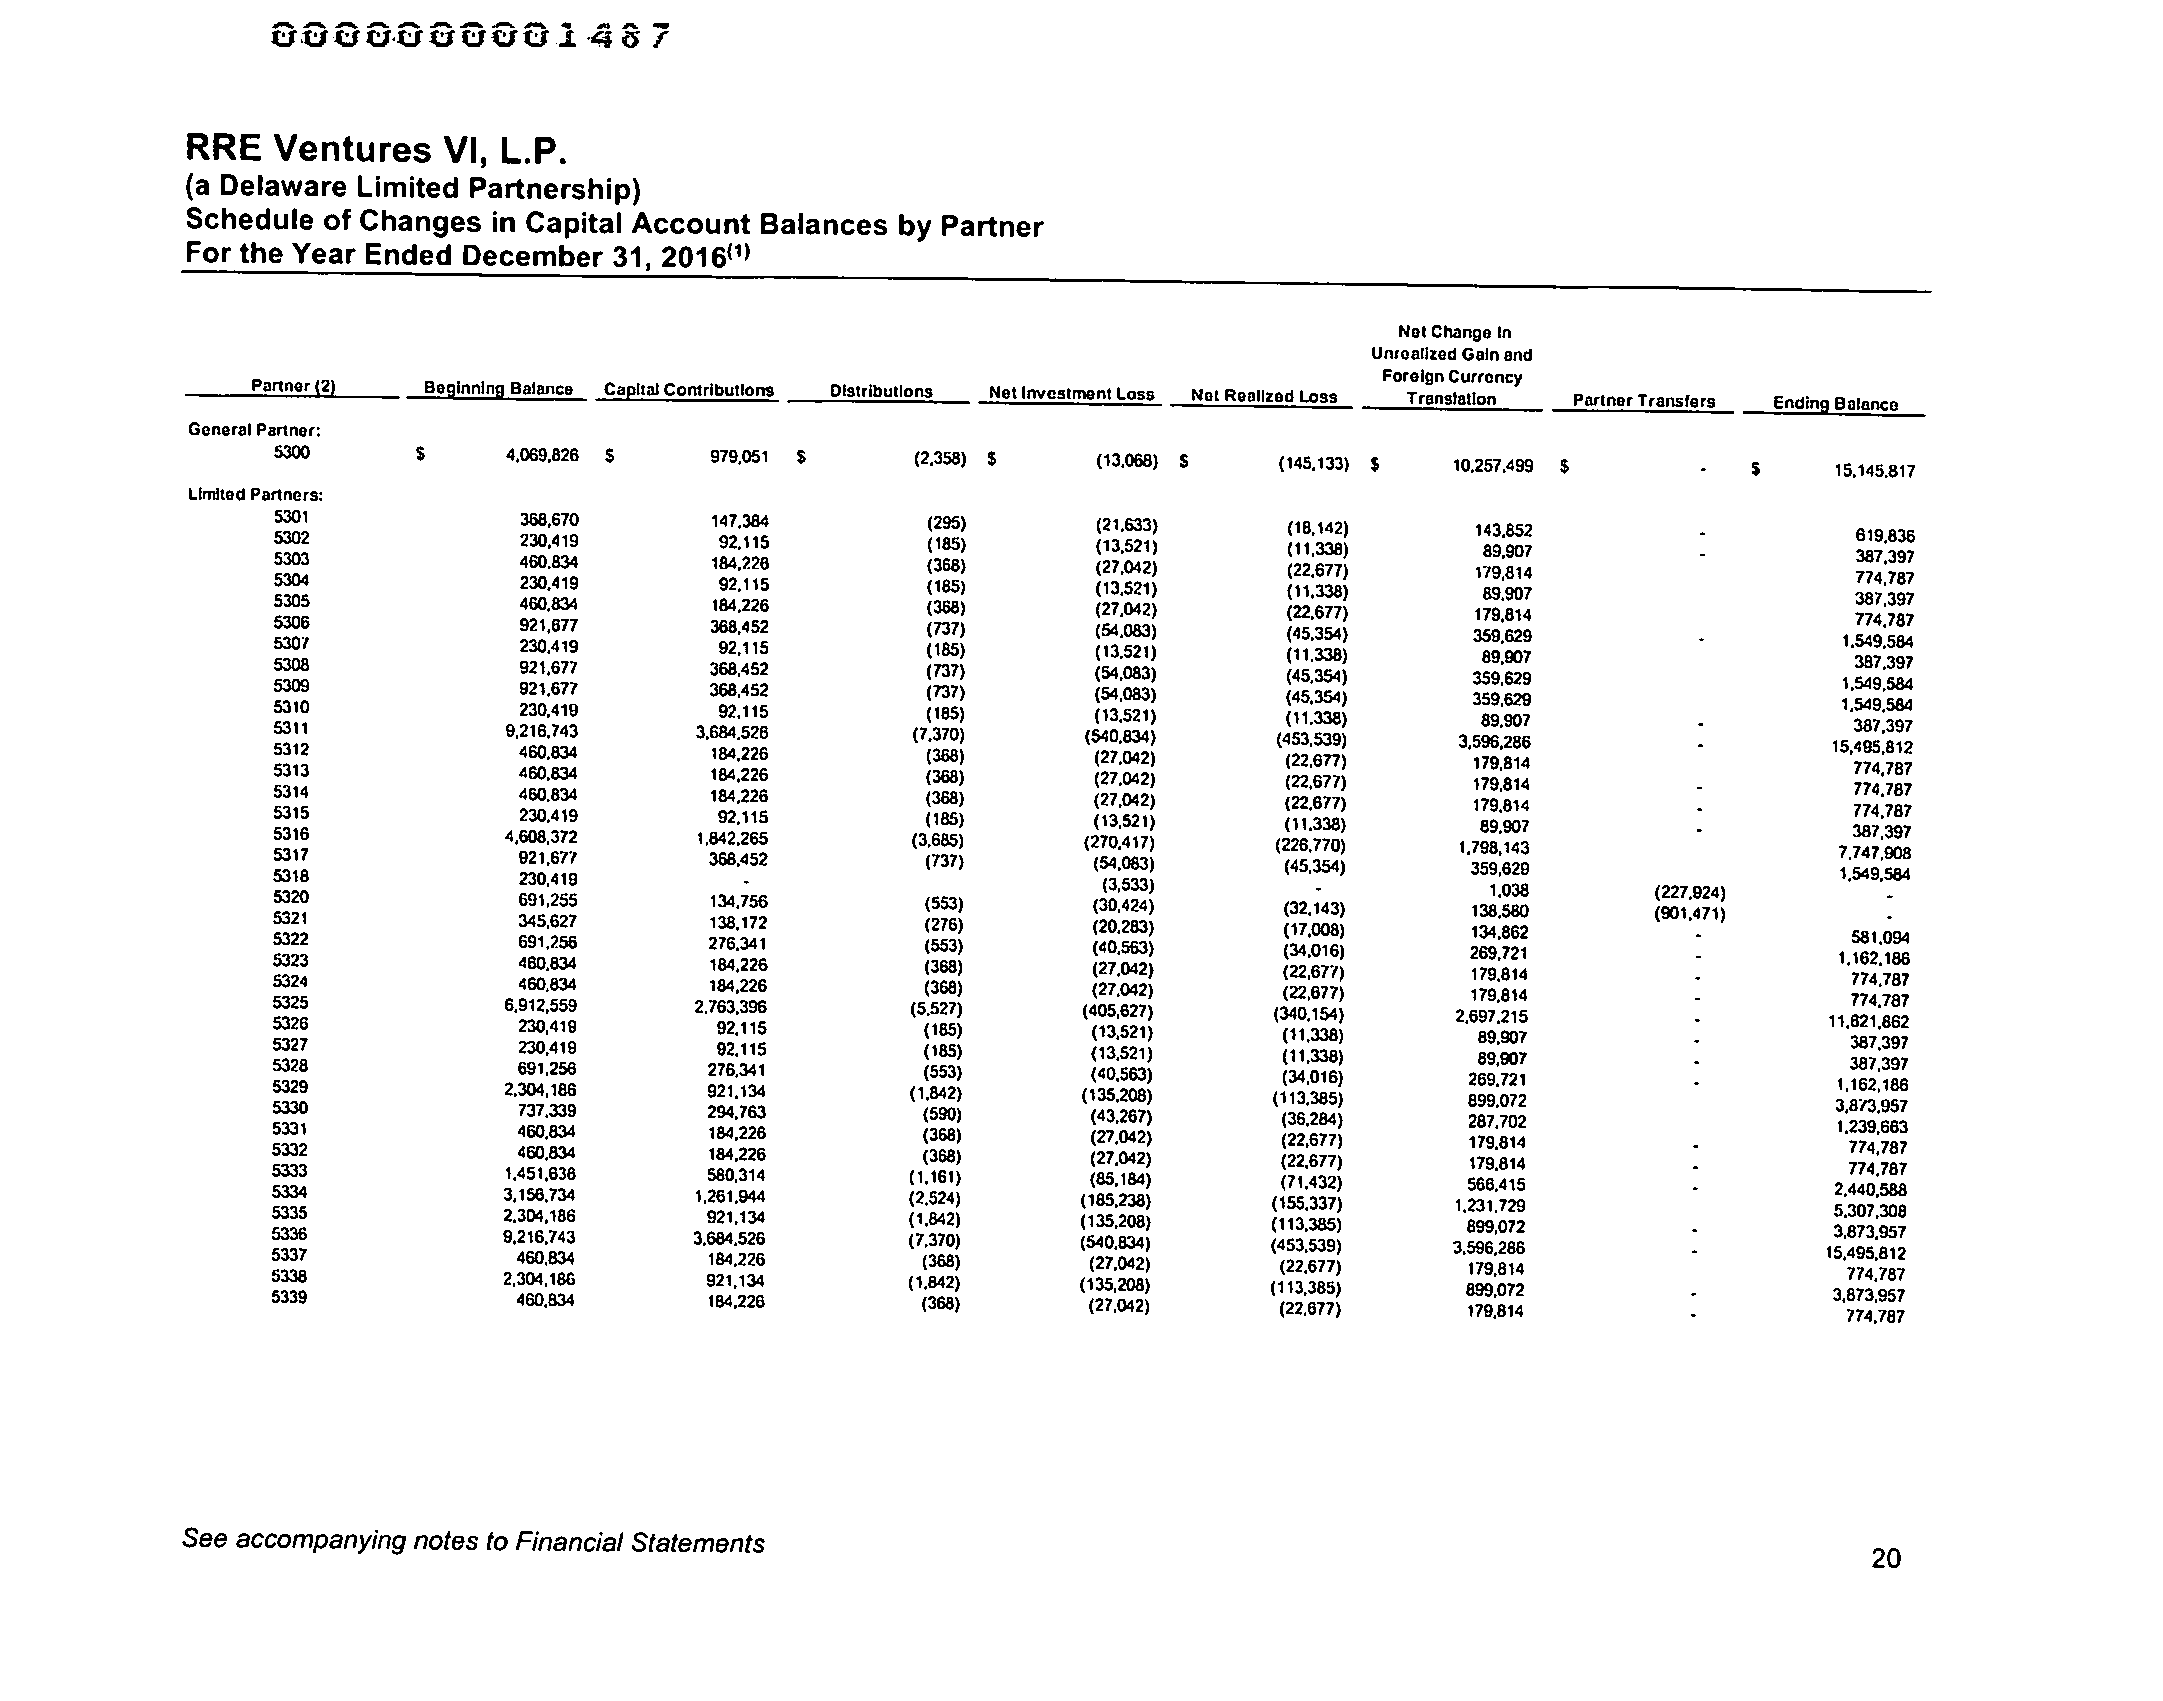 0000000001487
RRE Ventures VI, L.P.
(a Delaware Limited Partnership)
Schedule of Changes in Capital Account Balances by Partner
For the Year Ended December 31, 2016(1)
Net Change In
Unrealized Gain and
Foreign Currency
Partner (2) Beginning Balance Capital Contributions Distributions Net Investment Loss Net Realized Loss Translation Partner Transfers Ending Balance
General Partner:
5300 $ 4,069,826 $ 979,051 $ (2,358) $ (13,068) $ (145,133) $ 10,257,499 $ - $ 15,145,817
Limited Partners:
5301 368,670 147,384 (295) (21,633) (18,142) 143,852 - 619,836
5302 230,419 92,115 (185) (13,521) (11,338) 89,907 - 387,397
5303 460,834 184,226 (368) (27,042) (22,677) 179,814 774,787
5304 230,419 92,115 (185) (13,521) (11,338) 89,907 387,397
5305 460,834 184,226 (368) (27,042) (22,677) 179,814 774,787
5306 921,677 368,452 (737) (54,083) (45,354) 359,629 - 1,549,584
5307 230,419 92,115 (185) (13,521) (11,338) 89,907 387,397
5308 921,677 368,452 (737) (54,083) (45,354) 359,629 1,549,584
5309 921,677 368,452 (737) (54,083) (45,354) 359,629 1,549,584
5310 230,419 92,115 (185) (13,521) (11,338) 89,907 - 387,397
5311 9,216,743 3,684,526 (7,370) (540,834) (453,539) 3,596,286 - 15,495,812
5312 460,834 184,226 (368) (27,042) (22,677) 179,814 774,787
5313 460,834 184,226 (368) (27,042) (22,677) 179,814 - 774,787
5314 460,834 184,226 (368) (27,042) (22,677) 179,814 - 774,787
5315 230,419 92,115 (185) (13,521) (11,338) 89,907 - 387,397
5316 4,608,372 1,842,265 (3,685) (270,417) (226,770) 1,798,143 7,747,908
5317 921,677 368,452 (737) (54,083) (45,354) 359,629 1,549,584
5318 230,419 - (3,533) - 1,038 (227,924) -
5320 691,255 134,756 (553) (30,424) (32,143) 138,580 (901,471) -
5321 345,627 138,172 (276) (20,283) (17,008) 134,862 - 581,094
5322 691,256 276,341 (553) (40,563) (34,016) 269,721 - 1,162,186
5323 460,834 184,226 (368) (27,042) (22,677) 179,814 - 774,787
5324 460,834 184,226 (368) (27,042) (22,677) 179,814 - 774,787
5325 6,912,559 2,763,396 (5,527) (405,627) (340,154) 2,697,215 - 11,621,862
5326 230,419 92,115 (185) (13,521) (11,338) 89,907 - 387,397
5327 230,419 92,115 (185) (13,521) (11,338) 89,907 - 387,397
5328 691,256 276,341 (553) (40,563) (34,016) 269,721 - 1,162,186
5329 2,304,186 921,134 (1,842) (135,208) (113,385) 899,072 3,873,957
5330 737,339 294,763 (590) (43,267) (36,284) 287,702 1,239,663
5331 460,834 184,226 (368) (27,042) (22,677) 179,814 - 774,787
5332 460,834 184,226 (368) (27,042) (22,677) 179,814 - 774,787
5333 1,451,636 580,314 (1,161) (85,184) (71,432) 566,415 - 2,440,588
5334 3,156,734 1,261,944 (2,524) (185,238) (155,337) 1,231,729 5,307,308
5335 2,304,186 921,134 (1,842) (135,208) (113,385) 899,072 - 3,873,957
5336 9,216,743 3,684,526 (7,370) (540,834) (453,539) 3,596,286 - 15,495,812
5337 460,834 184,226 (368) (27,042) (22,677) 179,814 774,787
5338 2,304,186 921,134 (1,842) (135,208) (113,385) 899,072 - 3,873,957
5339 460,834 184,226 (368) (27,042) (22,677) 179,814 - 774,787
See accompanying notes to Financial Statements
20